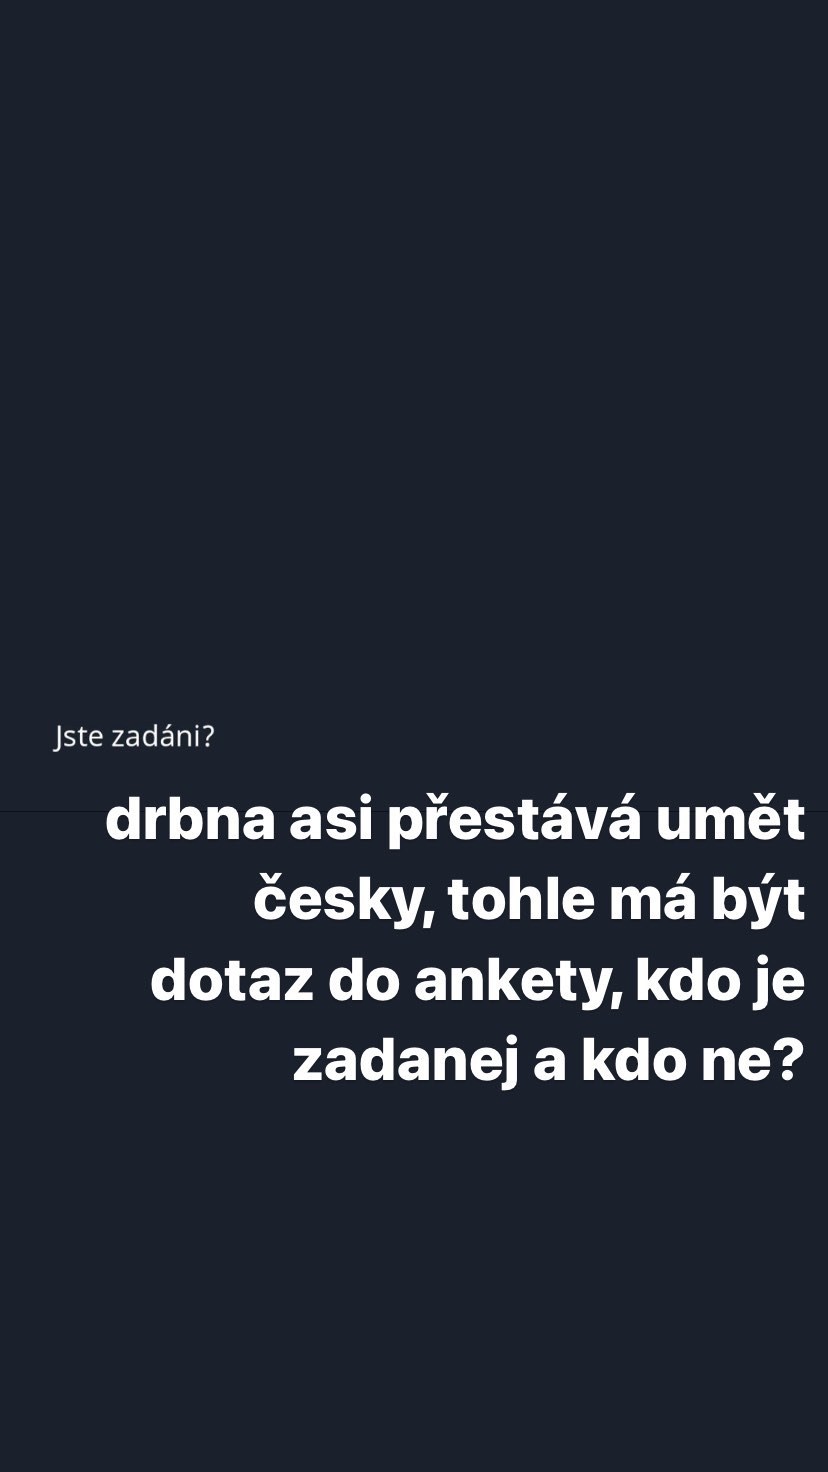 Jste zadáni?
drbna asi přestává umět
česky, tohle má být
dotaz do ankety, kdo je
zadanej a kdo ne?